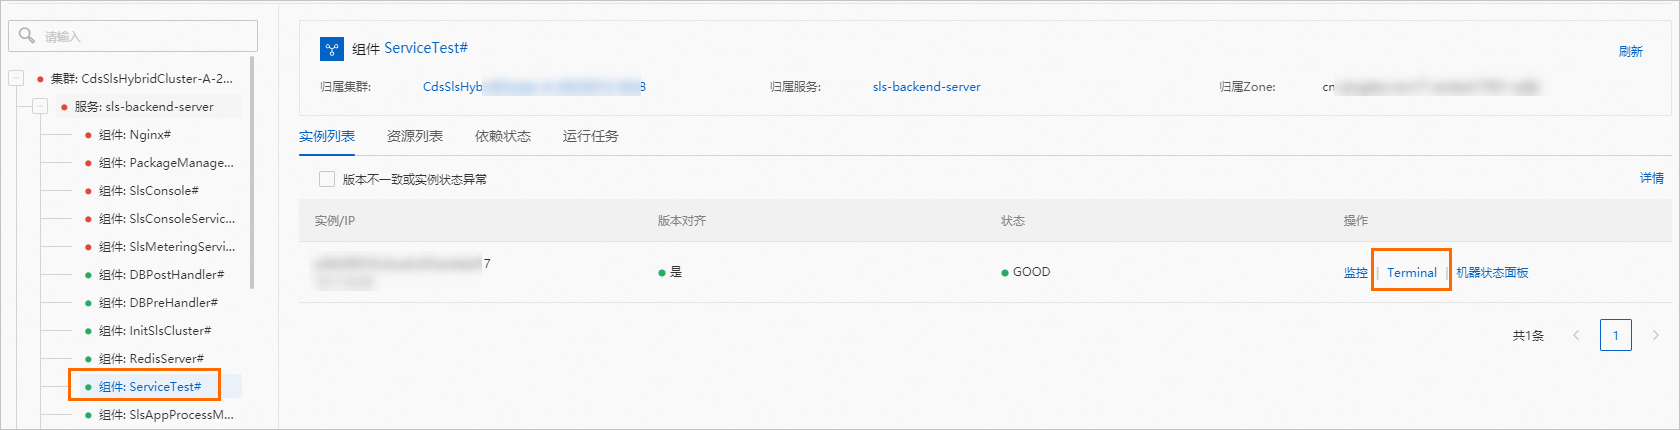 请输入
集群: CdsSlsHybridCluster-A-2...
服务: sls-backend-server
组件: Nginx#
组件: PackageManage...
组件: SlsConsole#
组件: SlsConsoleServic...
组件: SlsMeteringServi...
组件: DBPostHandler#
组件: DBPreHandler#
组件: InitSlsCluster#
组件: RedisServer#
组件: ServiceTest#
组件: SlsAppProcessM...
组件 ServiceTest#
刷新
归属集群: CdsSlsHyb 8 归属服务: sls-backend-server 归属Zone: cn
实例列表 资源列表 依赖状态 运行任务
版本不一致或实例状态异常 详情
实例/IP 版本对齐 状态 操作
7 是 GOOD 监控 | Terminal | 机器状态面板
共1条 < 1 >